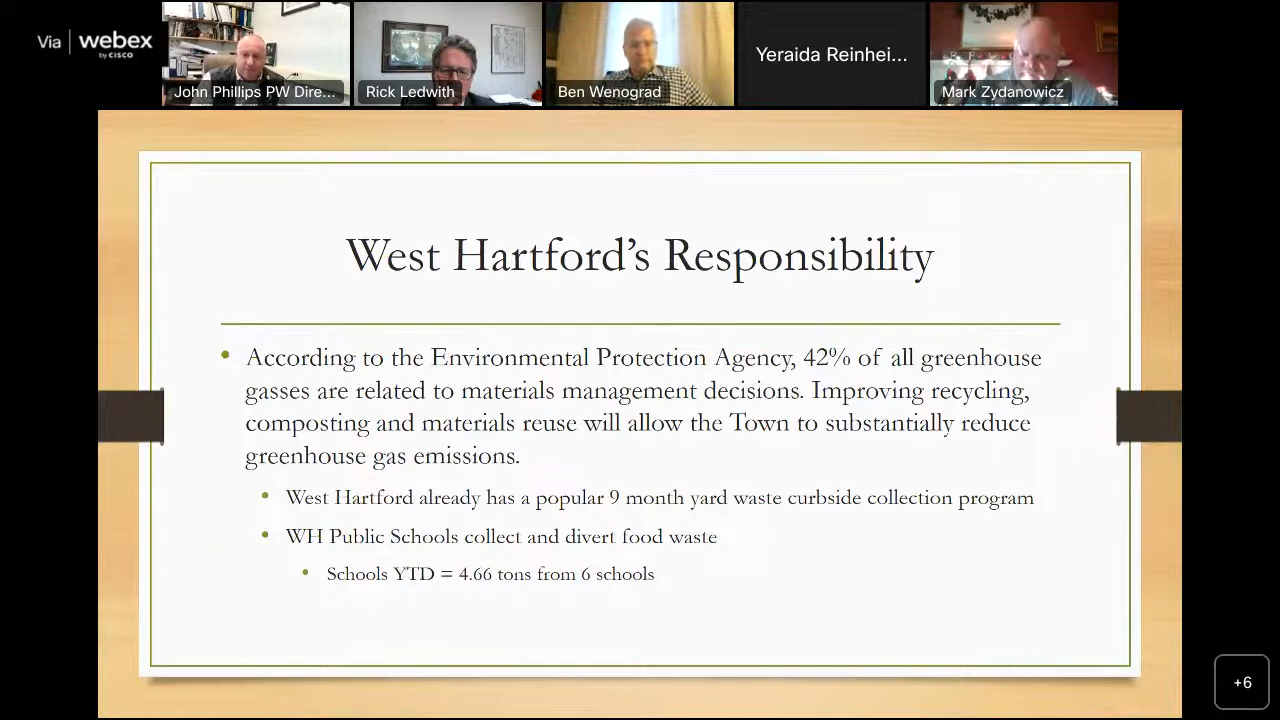 Via webex
by CISCO
John Phillips PW Dire...
Rick Ledwith
Ben Wenograd
Yeraida Reinhei...
Mark Zydanowicz
West Hartford's Responsibility
• According to the Environmental Protection Agency, 42% of all greenhouse
gasses are related to materials management decisions. Improving recycling,
composting and materials reuse will allow the Town to substantially reduce
greenhouse gas emissions.
• West Hartford already has a popular 9 month yard waste curbside collection program
• WH Public Schools collect and divert food waste
• Schools YTD = 4.66 tons from 6 schools
+6